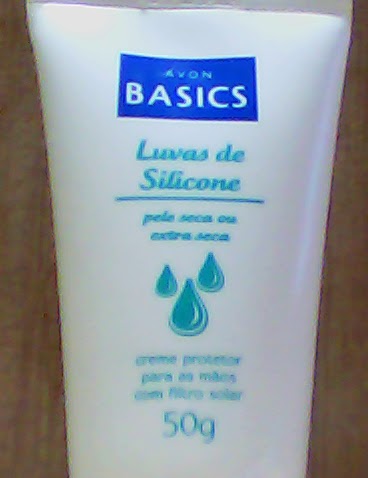 AVON
BASICS
Luvas de
Silicone
pele seca ou
extra seca
creme protetor
para as mãos
com filtro solar
50g